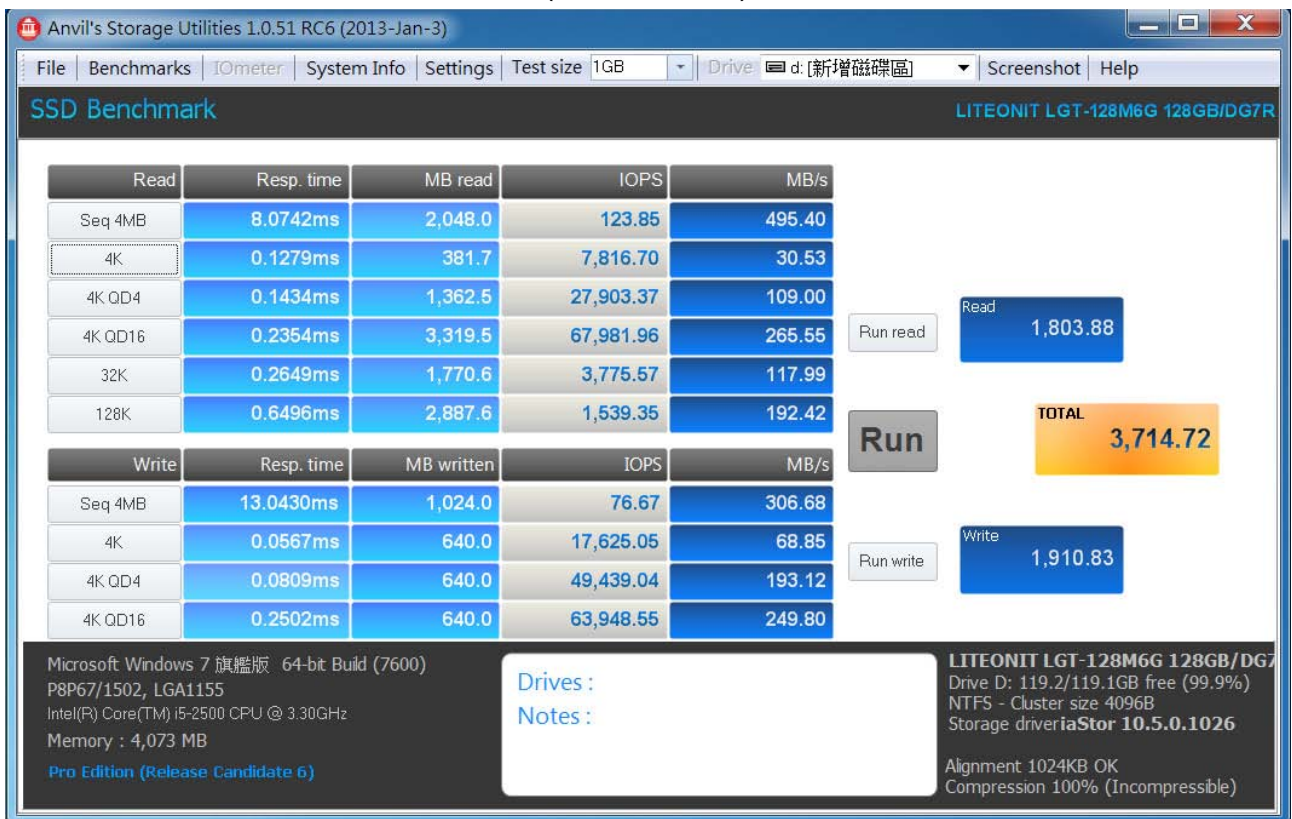 Anvil's Storage Utilities 1.0.51 RC6 (2013-Jan-3)
File Benchmarks IOmeter System Info Settings Test size 1GB Drive d: [新增磁碟區] Screenshot Help
SSD Benchmark LITEONIT LGT-128M6G 128GB/DG7R
Read Resp. time MB read IOPS MB/s
Seq 4MB 8.0742ms 2,048.0 123.85 495.40
4K 0.1279ms 381.7 7,816.70 30.53
4K QD4 0.1434ms 1,362.5 27,903.37 109.00
4K QD16 0.2354ms 3,319.5 67,981.96 265.55
32K 0.2649ms 1,770.6 3,775.57 117.99
128K 0.6496ms 2,887.6 1,539.35 192.42
Run read
Read
1,803.88
Run
TOTAL
3,714.72
Write Resp. time MB written IOPS MB/s
Seq 4MB 13.0430ms 1,024.0 76.67 306.68
4K 0.0567ms 640.0 17,625.05 68.85
4K QD4 0.0809ms 640.0 49,439.04 193.12
4K QD16 0.2502ms 640.0 63,948.55 249.80
Run write
Write
1,910.83
Microsoft Windows 7 旗艦版 64-bit Build (7600)
P8P67/1502, LGA1155
Intel(R) Core(TM) i5-2500 CPU @ 3.30GHz
Memory : 4,073 MB
Pro Edition (Release Candidate 6)
Drives :
Notes :
LITEONIT LGT-128M6G 128GB/DG7
Drive D: 119.2/119.1GB free (99.9%)
NTFS - Cluster size 4096B
Storage driveriaStor 10.5.0.1026
Alignment 1024KB OK
Compression 100% (Incompressible)